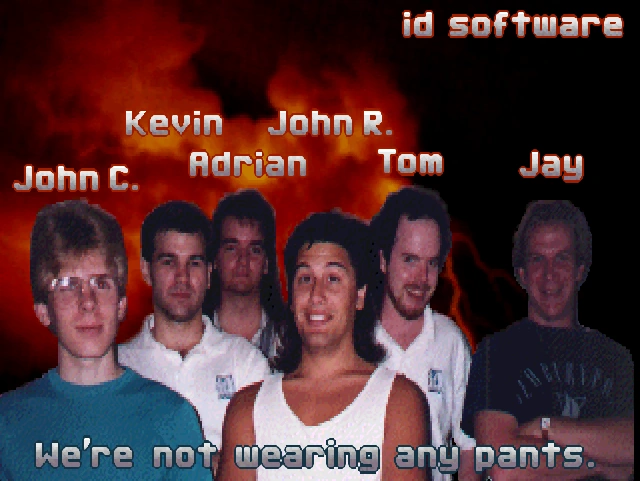 id software
Kevin John R.
Adrian Tom Jay
John C.
We're not wearing any pants.